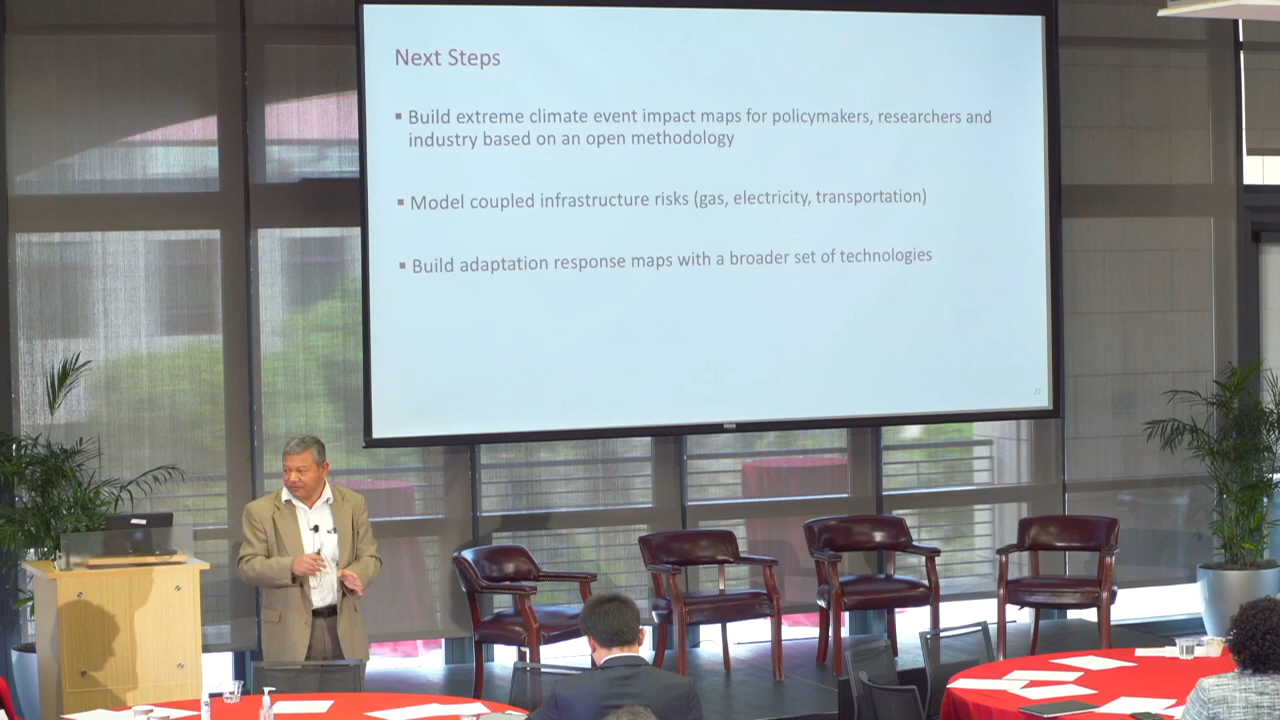 Next Steps
▪ Build extreme climate event impact maps for policymakers, researchers and
industry based on an open methodology
▪ Model coupled infrastructure risks (gas, electricity, transportation)
▪ Build adaptation response maps with a broader set of technologies